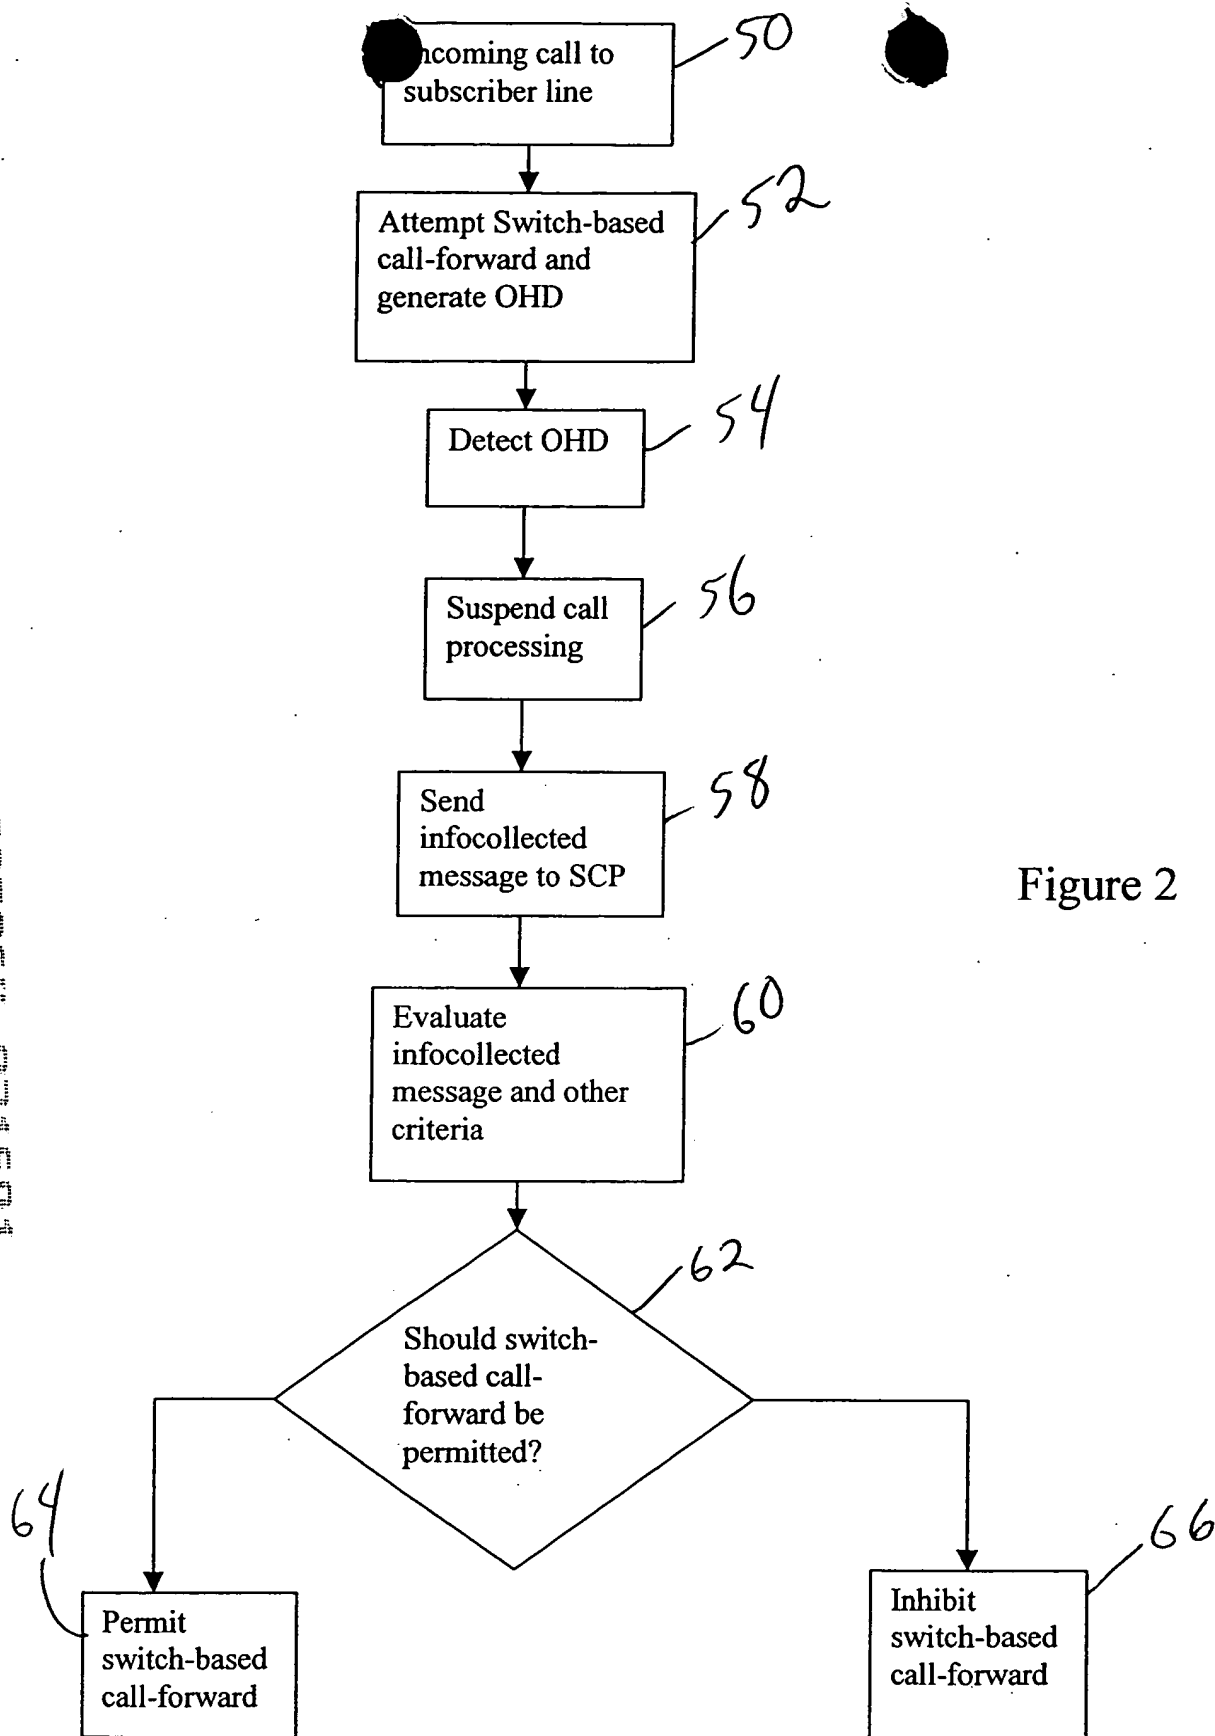 ncoming call to
50
subscriber line
Attempt Switch-based
52
call-forward and
generate OHD
Detect OHD
54
Suspend call
56
processing
Send
58
infocollected
message to SCP
Figure 2
Evaluate
60
infocollected
message and other
criteria
62
Should switch-
based call-
forward be
permitted?
64
66
Permit
switch-based
call-forward
Inhibit
switch-based
call-forward